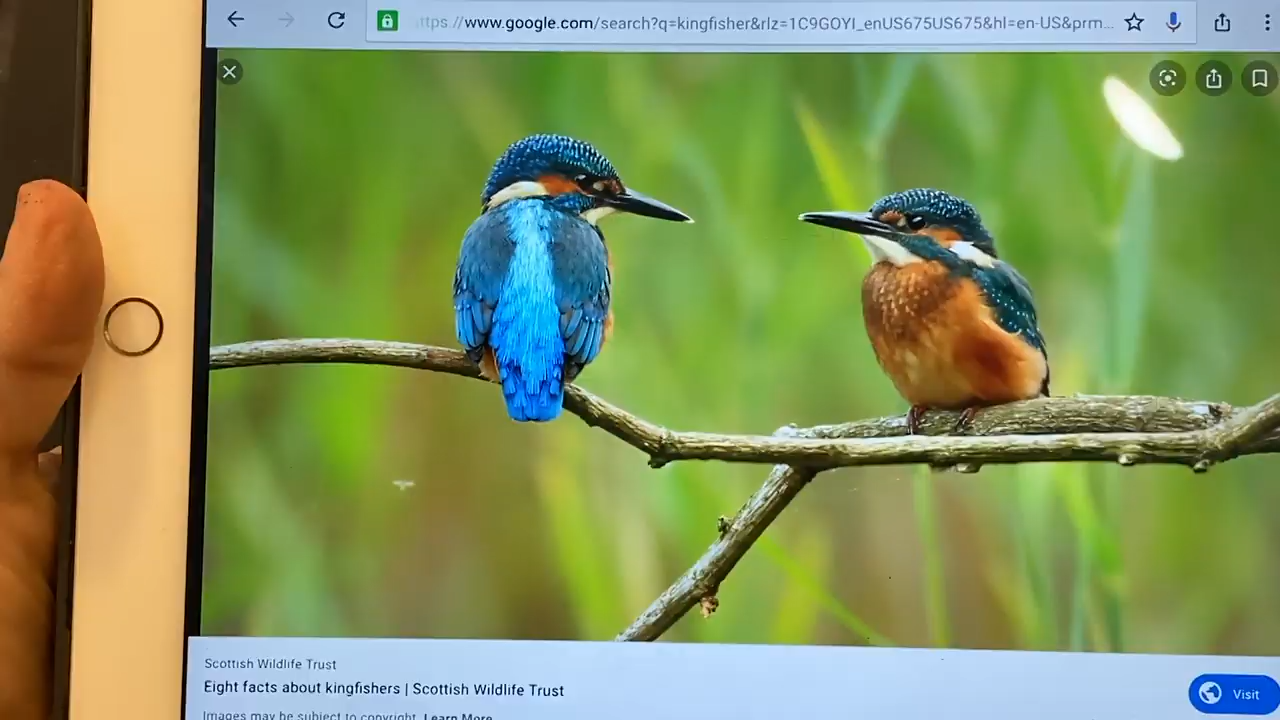 ttps://www.google.com/search?q=kingfisher&rlz=1C9GOYI_enUS675US675&hl=en-US&prm...
Scottish Wildlife Trust
Eight facts about kingfishers | Scottish Wildlife Trust
Visit
Images may be subject to copyright. Learn More